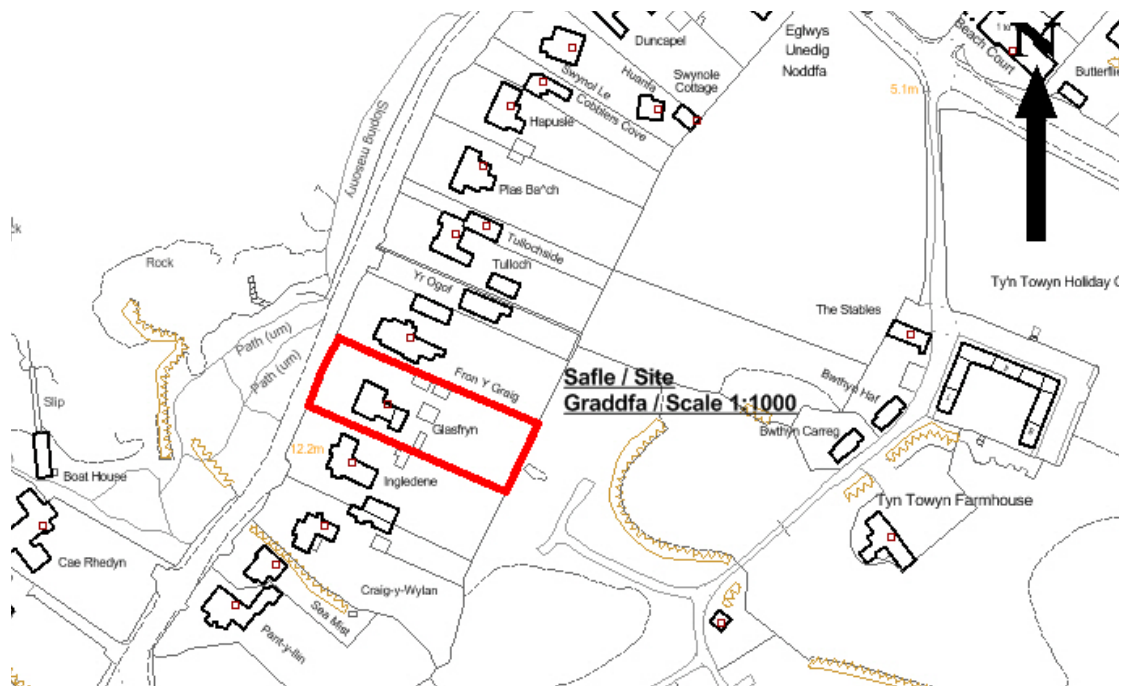 Duncapel
Eglwys
Unedig
Noddfa
Beach Court
N
Butterflie
5.1m
Swynol Le
Huanfa
Swynole
Cottage
Cobblers Cove
Hapusle
Sloping masonry
Plas Ba^ch
Tullochside
Tulloch
Rock
Yr Ogof
Ty'n Towyn Holiday C
The Stables
Path (um)
Path (um)
Fron Y Graig
Safle / Site
Graddfa / Scale 1:1000
Bwthyn Haf
Slip
Glasfryn
Bwthyn Carreg
12.2m
Boat House
Ingledene
Tyn Towyn Farmhouse
Cae Rhedyn
Craig-y-Wylan
Sea Mist
Pant-y-llin